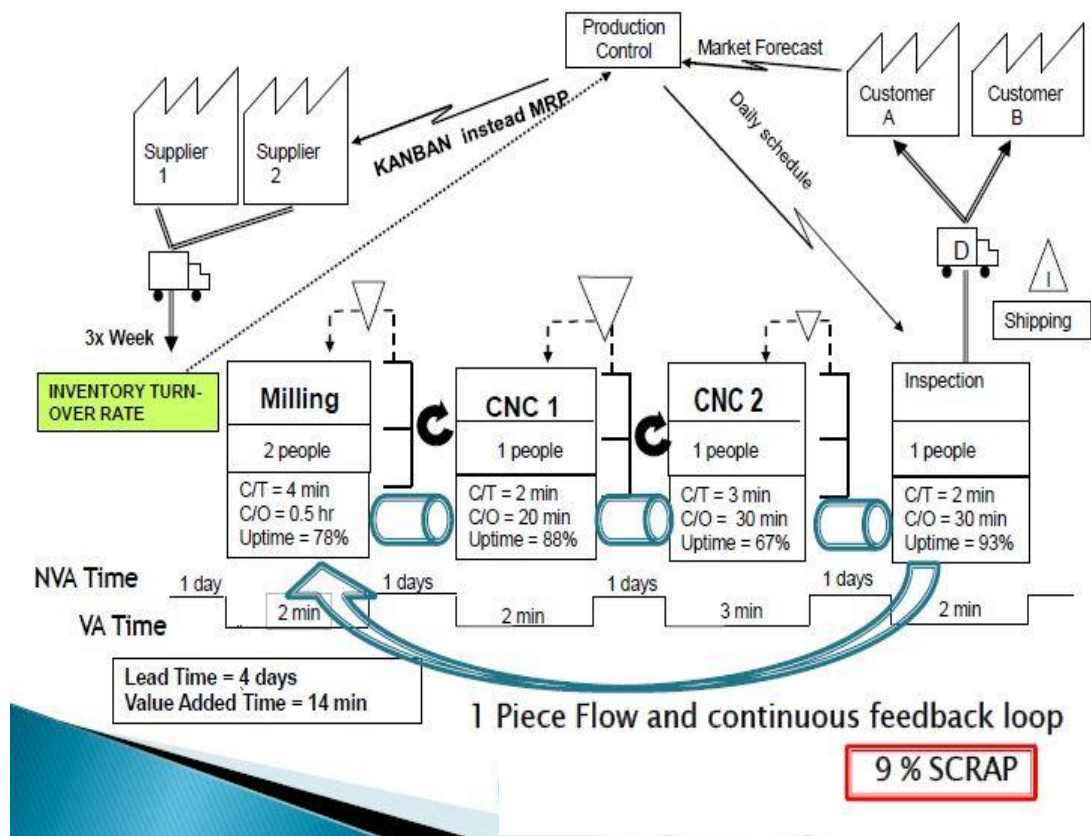 Production
Control
Market Forecast
Customer
A
Customer
B
Supplier
1
Supplier
2
KANBAN instead MRP
Daily schedule
D
I
Shipping
3x Week
INVENTORY TURN-
OVER RATE
Milling
2 people
C/T = 4 min
C/O = 0.5 hr
Uptime = 78%
CNC 1
1 people
C/T = 2 min
C/O = 20 min
Uptime = 88%
CNC 2
1 people
C/T = 3 min
C/O = 30 min
Uptime = 67%
Inspection
1 people
C/T = 2 min
C/O = 30 min
Uptime = 93%
NVA Time
1 day
1 days
1 days
1 days
VA Time
2 min
2 min
3 min
2 min
Lead Time = 4 days
Value Added Time = 14 min
1 Piece Flow and continuous feedback loop
9 % SCRAP